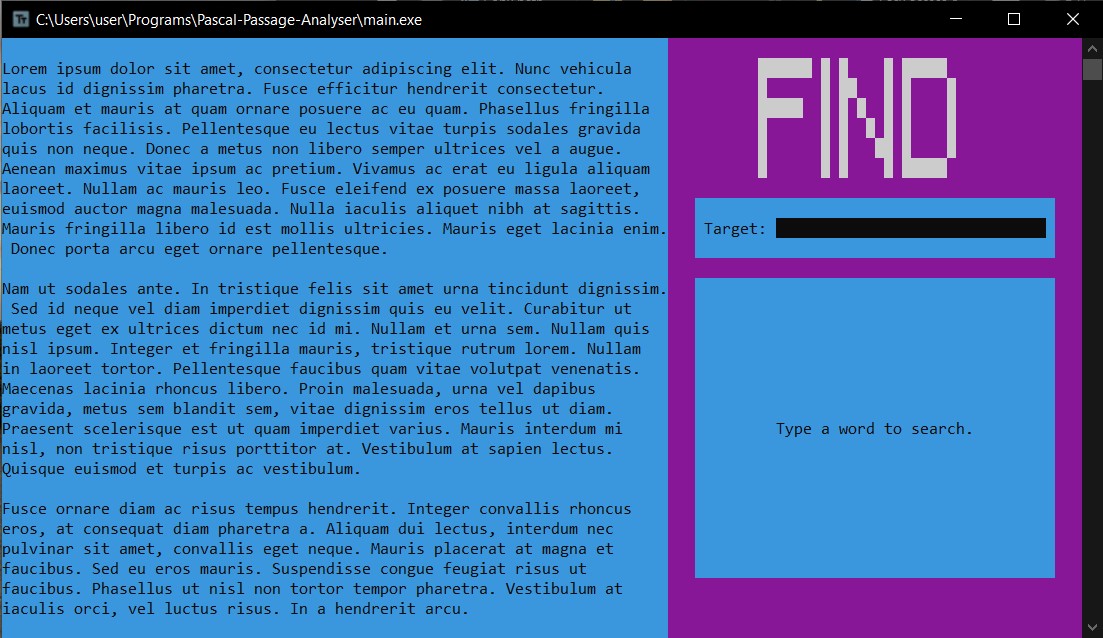 C:\Users\user\Programs\Pascal-Passage-Analyser\main.exe
Lorem ipsum dolor sit amet, consectetur adipiscing elit. Nunc vehicula
lacus id dignissim pharetra. Fusce efficitur hendrerit consectetur.
Aliquam et mauris at quam ornare posuere ac eu quam. Phasellus fringilla
lobortis facilisis. Pellentesque eu lectus vitae turpis sodales gravida
quis non neque. Donec a metus non libero semper ultrices vel a augue.
Aenean maximus vitae ipsum ac pretium. Vivamus ac erat eu ligula aliquam
laoreet. Nullam ac mauris leo. Fusce eleifend ex posuere massa laoreet,
euismod auctor magna malesuada. Nulla iaculis aliquet nibh at sagittis.
Mauris fringilla libero id est mollis ultricies. Mauris eget lacinia enim.
Donec porta arcu eget ornare pellentesque.
Nam ut sodales ante. In tristique felis sit amet urna tincidunt dignissim.
Sed id neque vel diam imperdiet dignissim quis eu velit. Curabitur ut
metus eget ex ultrices dictum nec id mi. Nullam et urna sem. Nullam quis
nisl ipsum. Integer et fringilla mauris, tristique rutrum lorem. Nullam
in laoreet tortor. Pellentesque faucibus quam vitae volutpat venenatis.
Maecenas lacinia rhoncus libero. Proin malesuada, urna vel dapibus
gravida, metus sem blandit sem, vitae dignissim eros tellus ut diam.
Praesent scelerisque est ut quam imperdiet varius. Mauris interdum mi
nisl, non tristique risus porttitor at. Vestibulum at sapien lectus.
Quisque euismod et turpis ac vestibulum.
Fusce ornare diam ac risus tempus hendrerit. Integer convallis rhoncus
eros, at consequat diam pharetra a. Aliquam dui lectus, interdum nec
pulvinar sit amet, convallis eget neque. Mauris placerat at magna et
faucibus. Sed eu eros mauris. Suspendisse congue feugiat risus ut
faucibus. Phasellus ut nisl non tortor tempor pharetra. Vestibulum at
iaculis orci, vel luctus risus. In a hendrerit arcu.
FIND
Target:
Type a word to search.